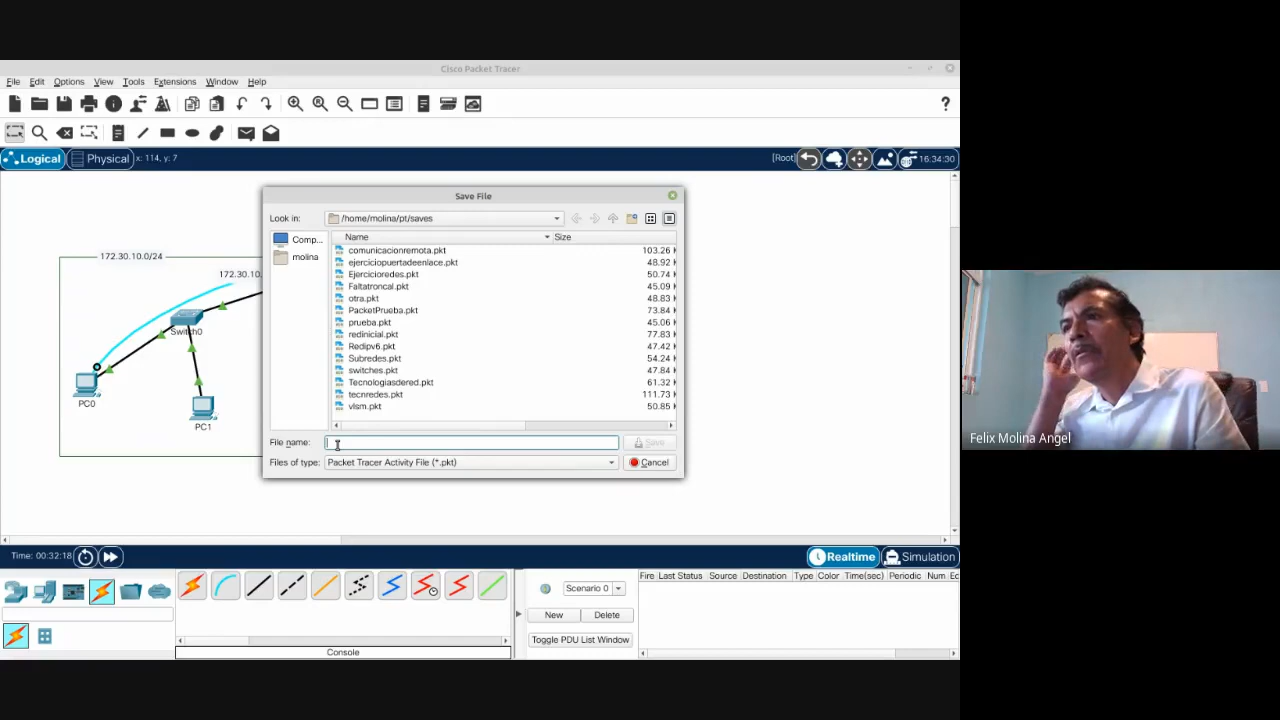 Cisco Packet Tracer
File Edit Options View Tools Extensions Window Help
?
Logical Physical x: 114, y: 7 [Root] 16:34:30
Save File
Look in: /home/molina/pt/saves
Comp...
molina
Name Size
comunicacionremota.pkt 103.26 K
ejerciciopuertadeenlace.pkt 48.92 K
Ejercicioredes.pkt 50.74 K
Faltatroncal.pkt 45.09 K
otra.pkt 48.83 K
PacketPrueba.pkt 73.84 K
prueba.pkt 45.06 K
redinicial.pkt 77.83 K
Redipv6.pkt 47.42 K
Subredes.pkt 54.24 K
switches.pkt 47.84 K
Tecnologiasdered.pkt 61.32 K
tecnredes.pkt 111.73 K
vlsm.pkt 50.85 K
File name: Save
Files of type: Packet Tracer Activity File (*.pkt) Cancel
172.30.10.0/24
172.30.10.
Switch0
PC0
PC1
Felix Molina Angel
Time: 00:32:18 Realtime Simulation
Scenario 0
New Delete
Toggle PDU List Window
Fire Last Status Source Destination Type Color Time(sec) Periodic Num Ec
Console